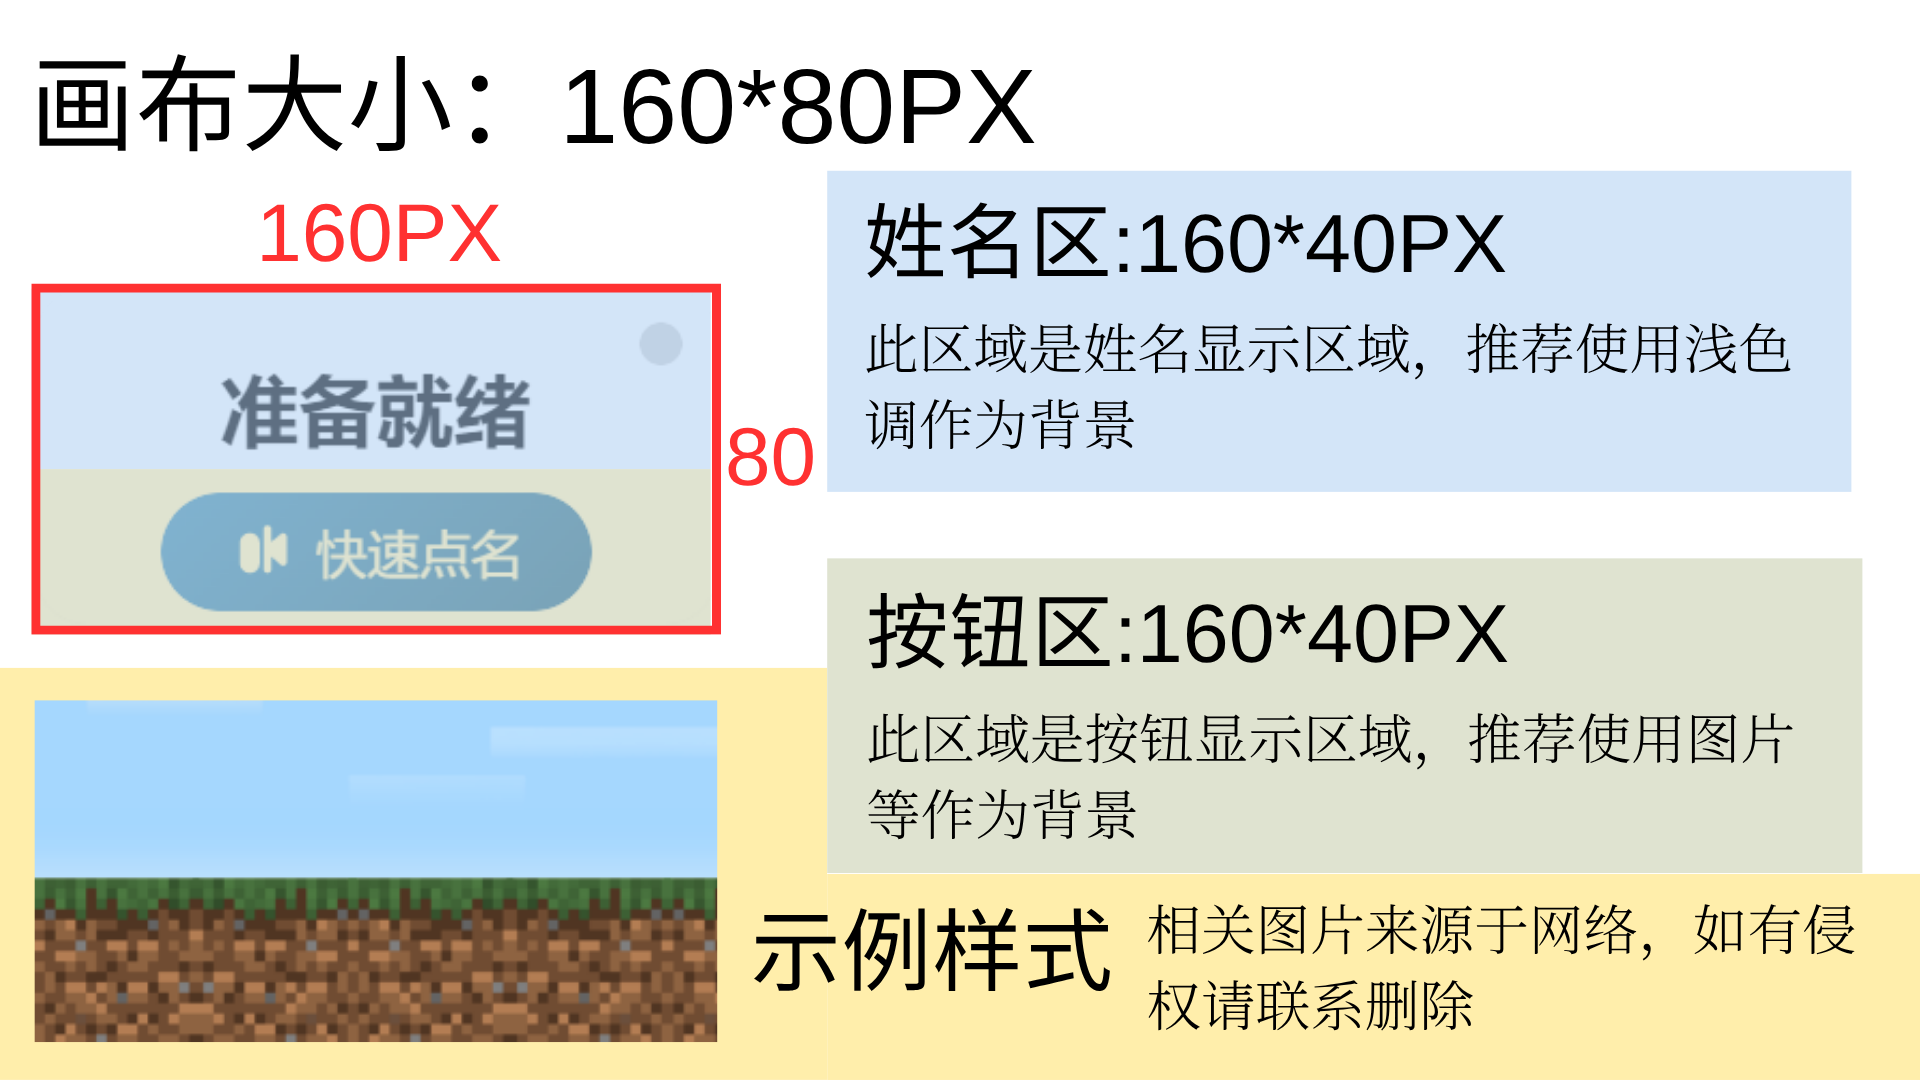 画布大小：160*80PX
160PX
准备就绪
快速点名
80
姓名区:160*40PX
此区域是姓名显示区域，推荐使用浅色
调作为背景
按钮区:160*40PX
此区域是按钮显示区域，推荐使用图片
等作为背景
示例样式
相关图片来源于网络，如有侵
权请联系删除